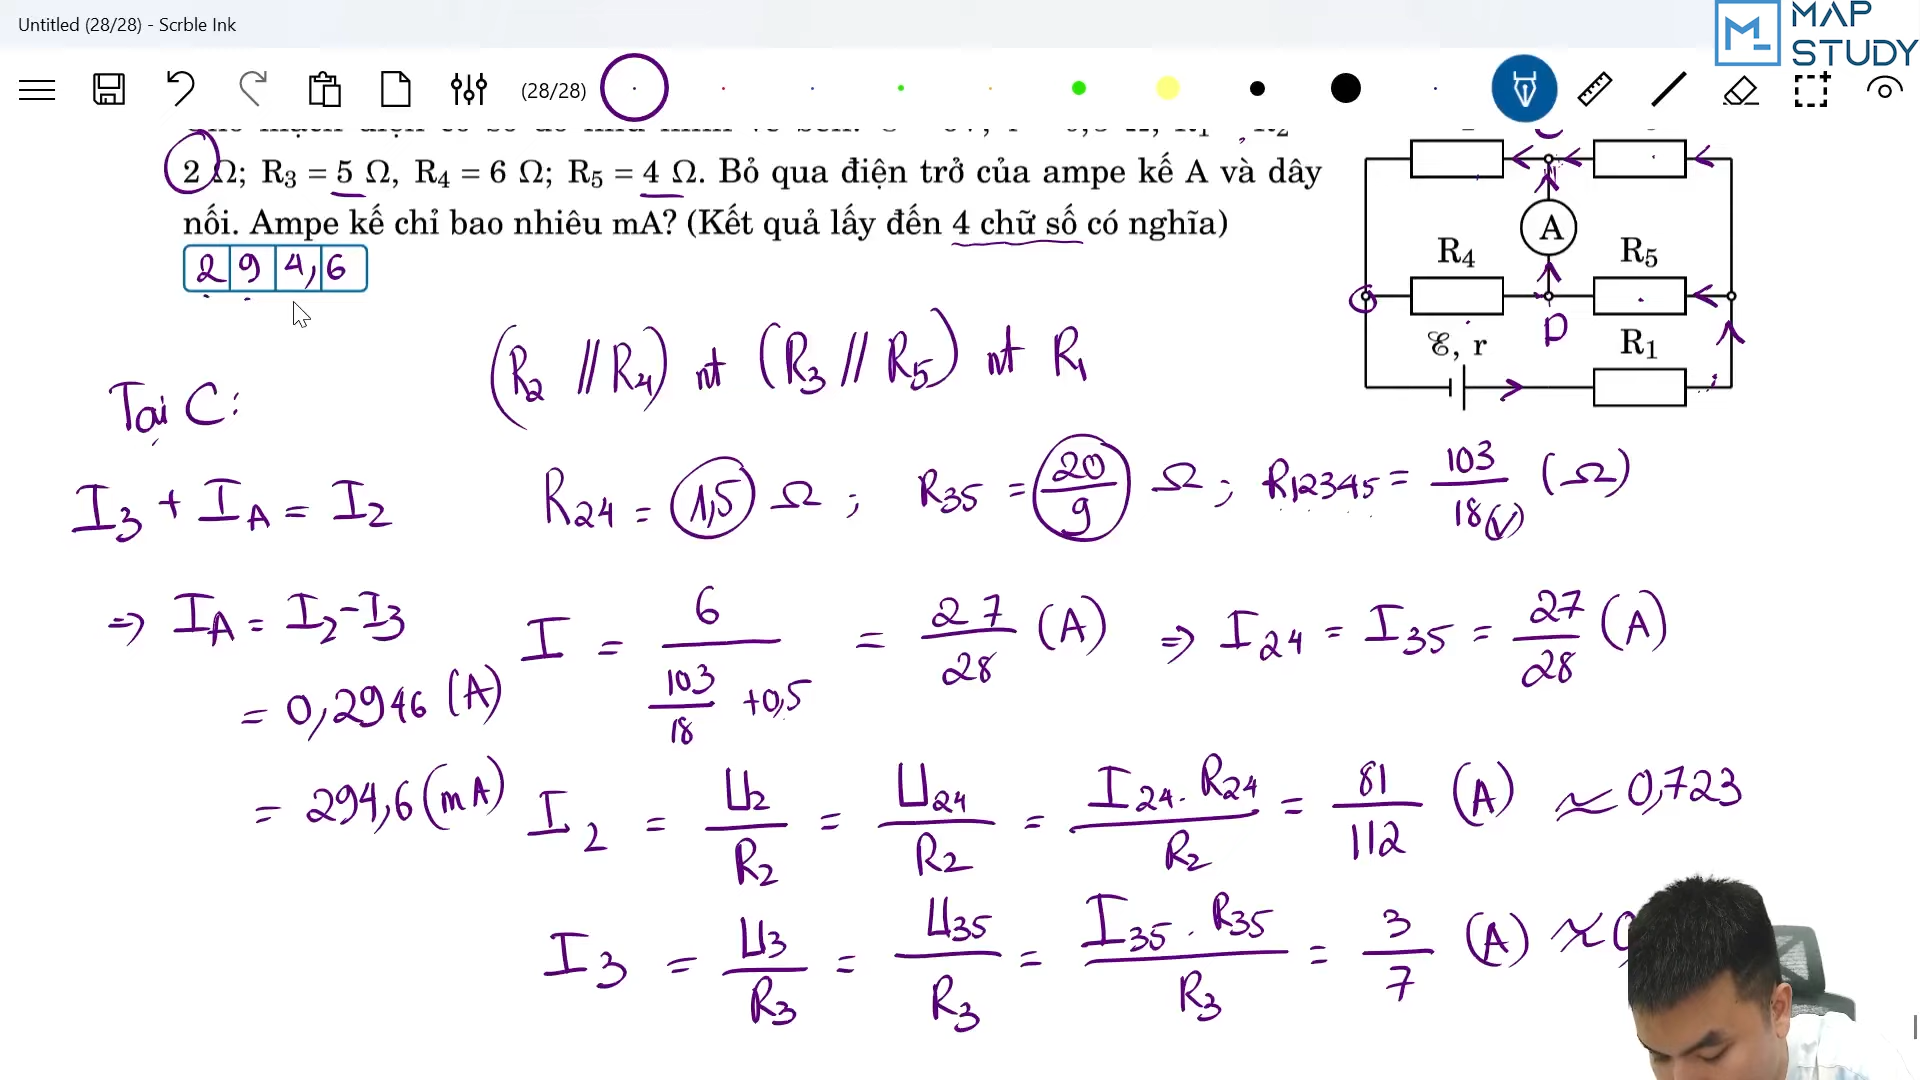 Untitled (28/28) - Scrble Ink
MAP
STUDY
(28/28)
2 Ω; R3 = 5 Ω, R4 = 6 Ω; R5 = 4 Ω. Bỏ qua điện trở của ampe kế A và dây
nối. Ampe kế chỉ bao nhiêu mA? (Kết quả lấy đến 4 chữ số có nghĩa)
2 9 4,6
A
R4
R5
D
ℰ, r
R1
(R2 // R4) nt (R3 // R5) nt R1
Tại C:
I3 + IA = I2
R24 = 1,5 Ω ; R35 = 20/9 Ω ; R12345 = 103/18 (Ω)
(V)
=> IA = I2 - I3
= 0,2946 (A)
= 294,6 (mA)
I = 6 / (103/18 + 0,5) = 27/28 (A) => I24 = I35 = 27/28 (A)
I2 = U2/R2 = U24/R2 = I24 . R24 / R2 = 81/112 (A) ≈ 0,723
I3 = U3/R3 = U35/R3 = I35 . R35 / R3 = 3/7 (A) ≈